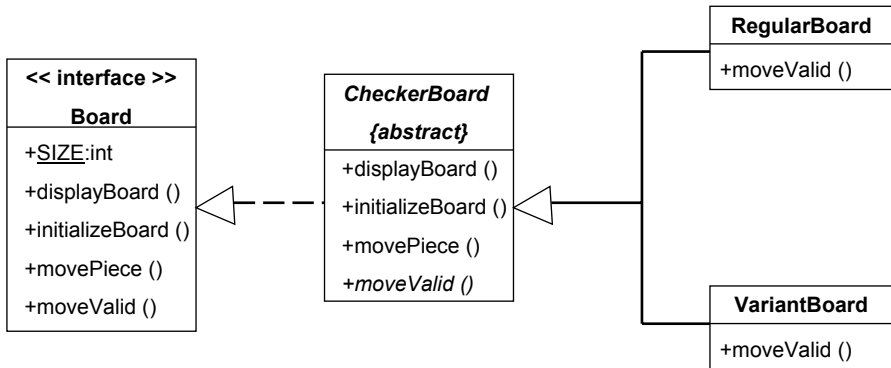 << interface >>
Board
+SIZE:int
+displayBoard ()
+initializeBoard ()
+movePiece ()
+moveValid ()
CheckerBoard
{abstract}
+displayBoard ()
+initializeBoard ()
+movePiece ()
+moveValid ()
RegularBoard
+moveValid ()
VariantBoard
+moveValid ()